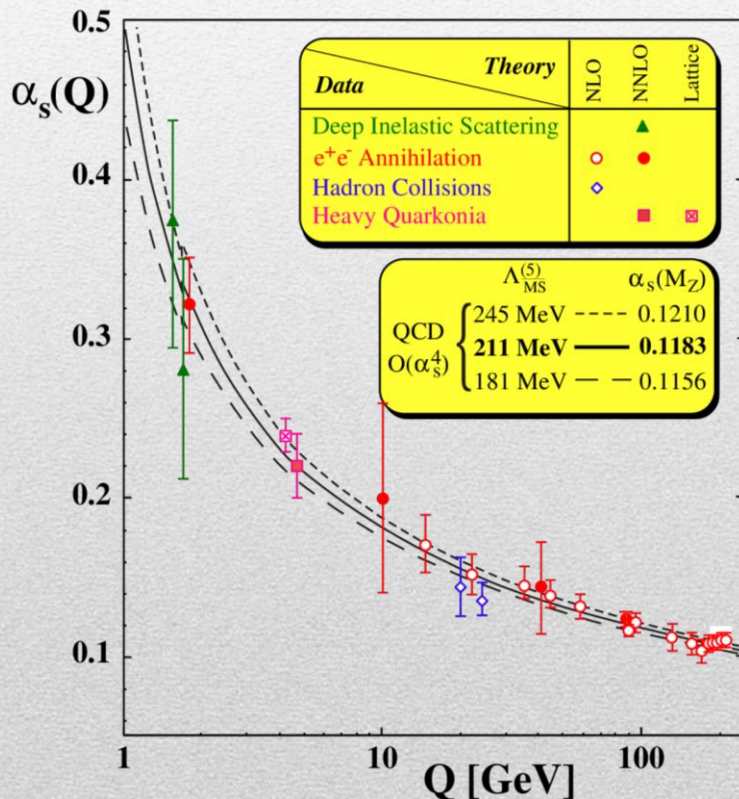 0.5
αs(Q)
0.4
0.3
0.2
0.1
Data Theory NLO NNLO Lattice
Deep Inelastic Scattering
e⁺e⁻ Annihilation
Hadron Collisions
Heavy Quarkonia
Λ(5)MS αs(MZ)
245 MeV 0.1210
QCD 211 MeV 0.1183
O(αs⁴) 181 MeV 0.1156
1 10 100
Q [GeV]